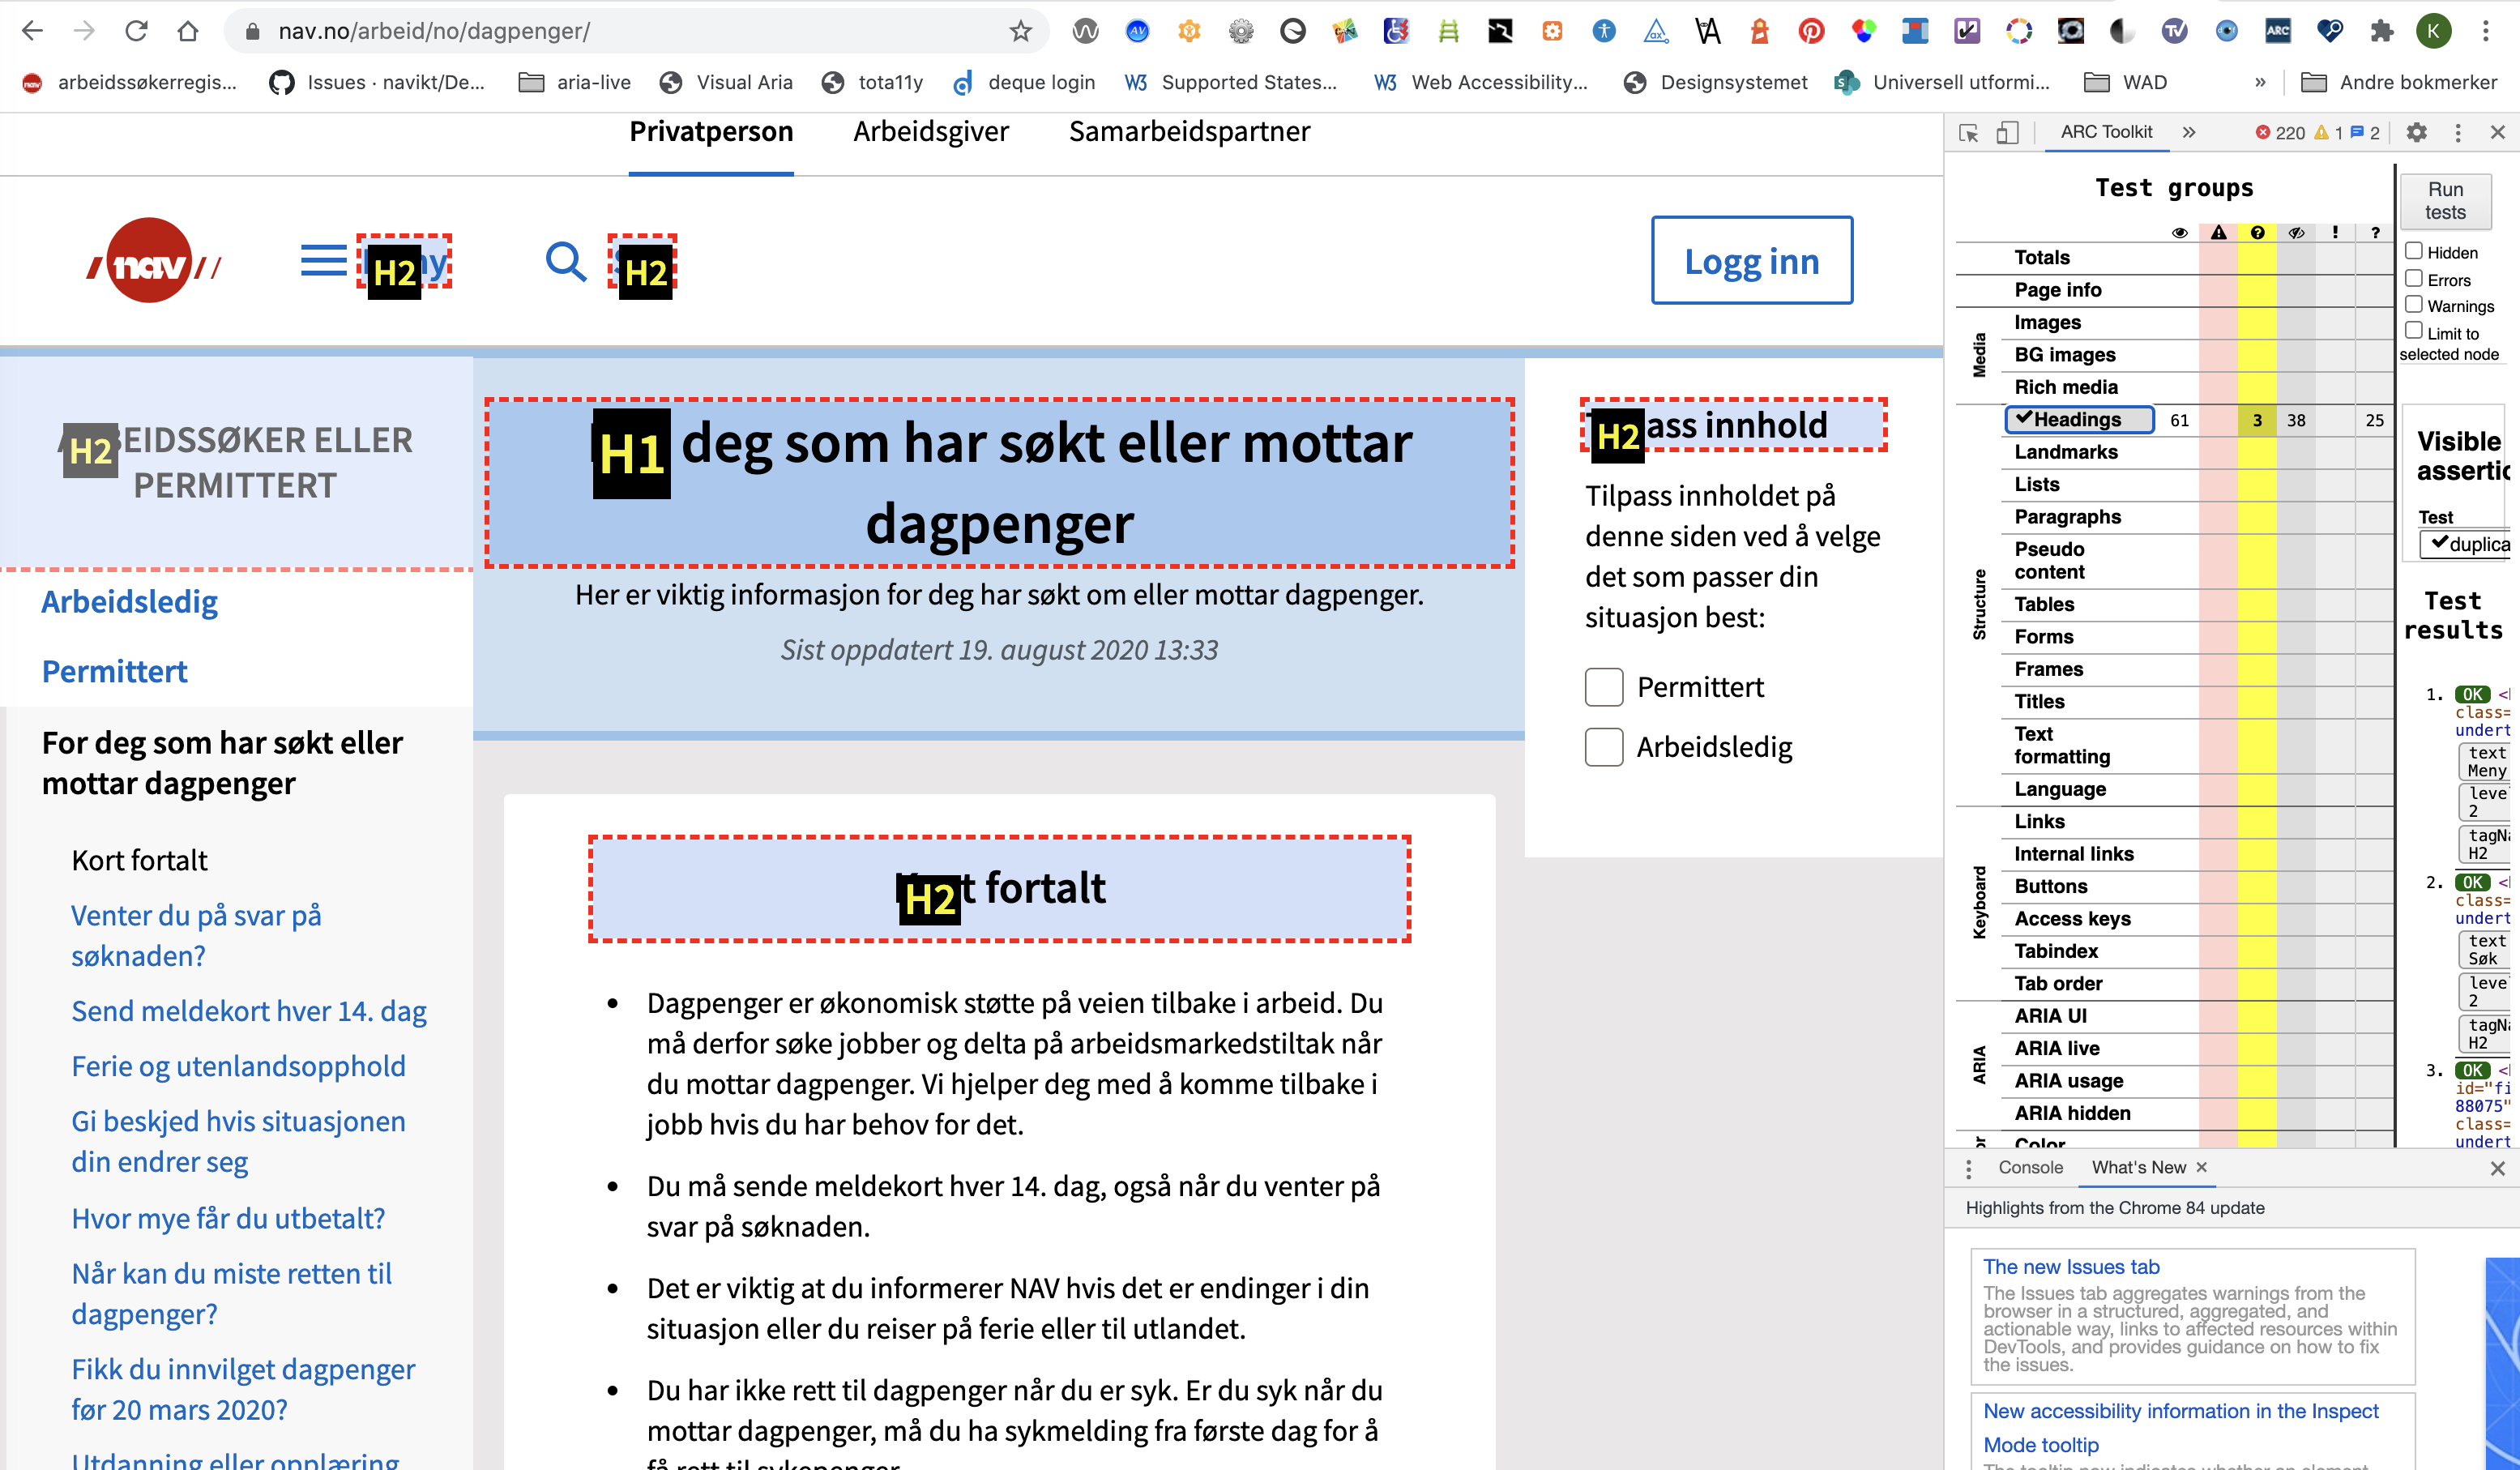 nav.no/arbeid/no/dagpenger/
K
arbeidssøkerregis...
Issues · navikt/De...
aria-live
Visual Aria
tota11y
deque login
Supported States...
Web Accessibility...
Designsystemet
Universell utformi...
WAD
»
Andre bokmerker
Privatperson
Arbeidsgiver
Samarbeidspartner
nav
H2
H2
Logg inn
H2
EIDSSØKER ELLER
PERMITTERT
Arbeidsledig
Permittert
For deg som har søkt eller
mottar dagpenger
Kort fortalt
Venter du på svar på
søknaden?
Send meldekort hver 14. dag
Ferie og utenlandsopphold
Gi beskjed hvis situasjonen
din endrer seg
Hvor mye får du utbetalt?
Når kan du miste retten til
dagpenger?
Fikk du innvilget dagpenger
før 20 mars 2020?
Utdanning eller opplæring
H1 deg som har søkt eller mottar
dagpenger
Her er viktig informasjon for deg har søkt om eller mottar dagpenger.
Sist oppdatert 19. august 2020 13:33
H2 t fortalt
• Dagpenger er økonomisk støtte på veien tilbake i arbeid. Du
må derfor søke jobber og delta på arbeidsmarkedstiltak når
du mottar dagpenger. Vi hjelper deg med å komme tilbake i
jobb hvis du har behov for det.
• Du må sende meldekort hver 14. dag, også når du venter på
svar på søknaden.
• Det er viktig at du informerer NAV hvis det er endinger i din
situasjon eller du reiser på ferie eller til utlandet.
• Du har ikke rett til dagpenger når du er syk. Er du syk når du
mottar dagpenger, må du ha sykmelding fra første dag for å
få rett til sykepenger.
H2 ass innhold
Tilpass innholdet på
denne siden ved å velge
det som passer din
situasjon best:
Permittert
Arbeidsledig
ARC Toolkit
»
220
1
2
Test groups
Totals
Page info
Media
Images
BG images
Rich media
Structure
Headings 61 3 38 25
Landmarks
Lists
Paragraphs
Pseudo
content
Tables
Forms
Frames
Titles
Text
formatting
Language
Keyboard
Links
Internal links
Buttons
Access keys
Tabindex
Tab order
ARIA
ARIA UI
ARIA live
ARIA usage
ARIA hidden
Color
Run
tests
Hidden
Errors
Warnings
Limit to
selected node
Visible
assertic
Test
duplica
Test
results
1. OK
class=
undert
text
Meny
leve
2
tagNa
H2
2. OK
class=
undert
text
Søk
leve
2
tagNa
H2
3. OK
id="fi
88075"
class=
undert
Console
What's New
Highlights from the Chrome 84 update
The new Issues tab
The Issues tab aggregates warnings from the
browser in a structured, aggregated, and
actionable way, links to affected resources within
DevTools, and provides guidance on how to fix
the issues.
New accessibility information in the Inspect
Mode tooltip
The tooltip now indicates whether an element